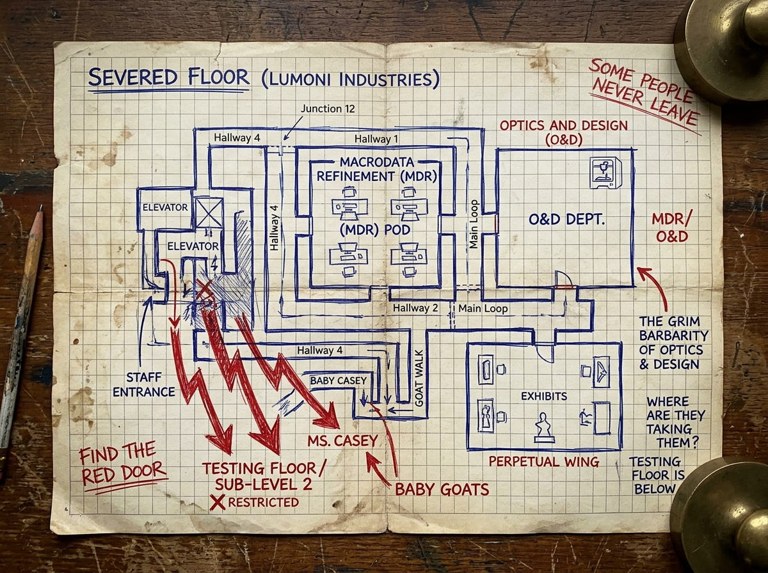 SEVERED FLOOR (LUMONI INDUSTRIES)
SOME PEOPLE
NEVER LEAVE
Junction 12
Hallway 4
Hallway 1
OPTICS AND DESIGN
(O&D)
MACRODATA
REFINEMENT (MDR)
(MDR) POD
Hallway 4
Main Loop
O&D DEPT.
MDR/
O&D
ELEVATOR
ELEVATOR
Hallway 2
Main Loop
STAFF
ENTRANCE
Hallway 4
BABY CASEY
GOAT WALK
EXHIBITS
THE GRIM
BARBARITY
OF OPTICS
& DESIGN
WHERE
ARE THEY
TAKING
THEM?
TESTING
FLOOR IS
BELOW
FIND THE
RED DOOR
MS. CASEY
TESTING FLOOR/
SUB-LEVEL 2
X RESTRICTED
BABY GOATS
PERPETUAL WING